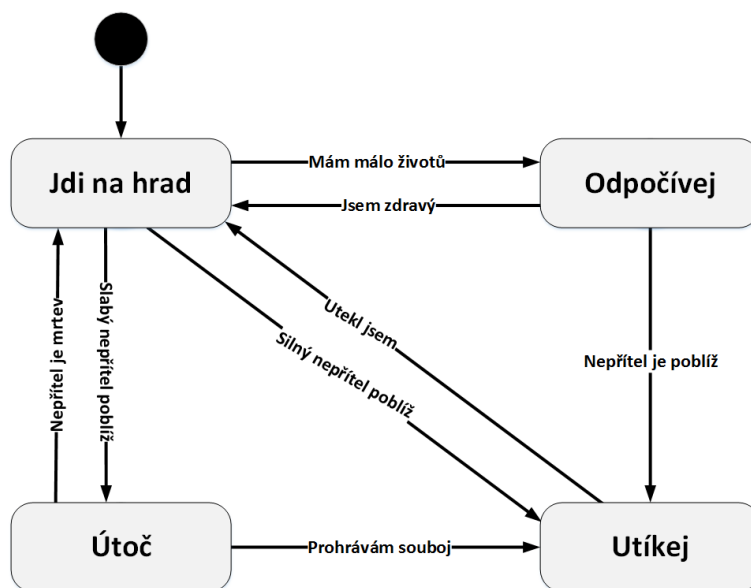 Jdi na hrad
Mám málo životů
Odpočívej
Jsem zdravý
Nepřítel je mrtev
Slabý nepřítel poblíž
Silný nepřítel poblíž
Utekl jsem
Nepřítel je poblíž
Útoč
Prohrávám souboj
Utíkej